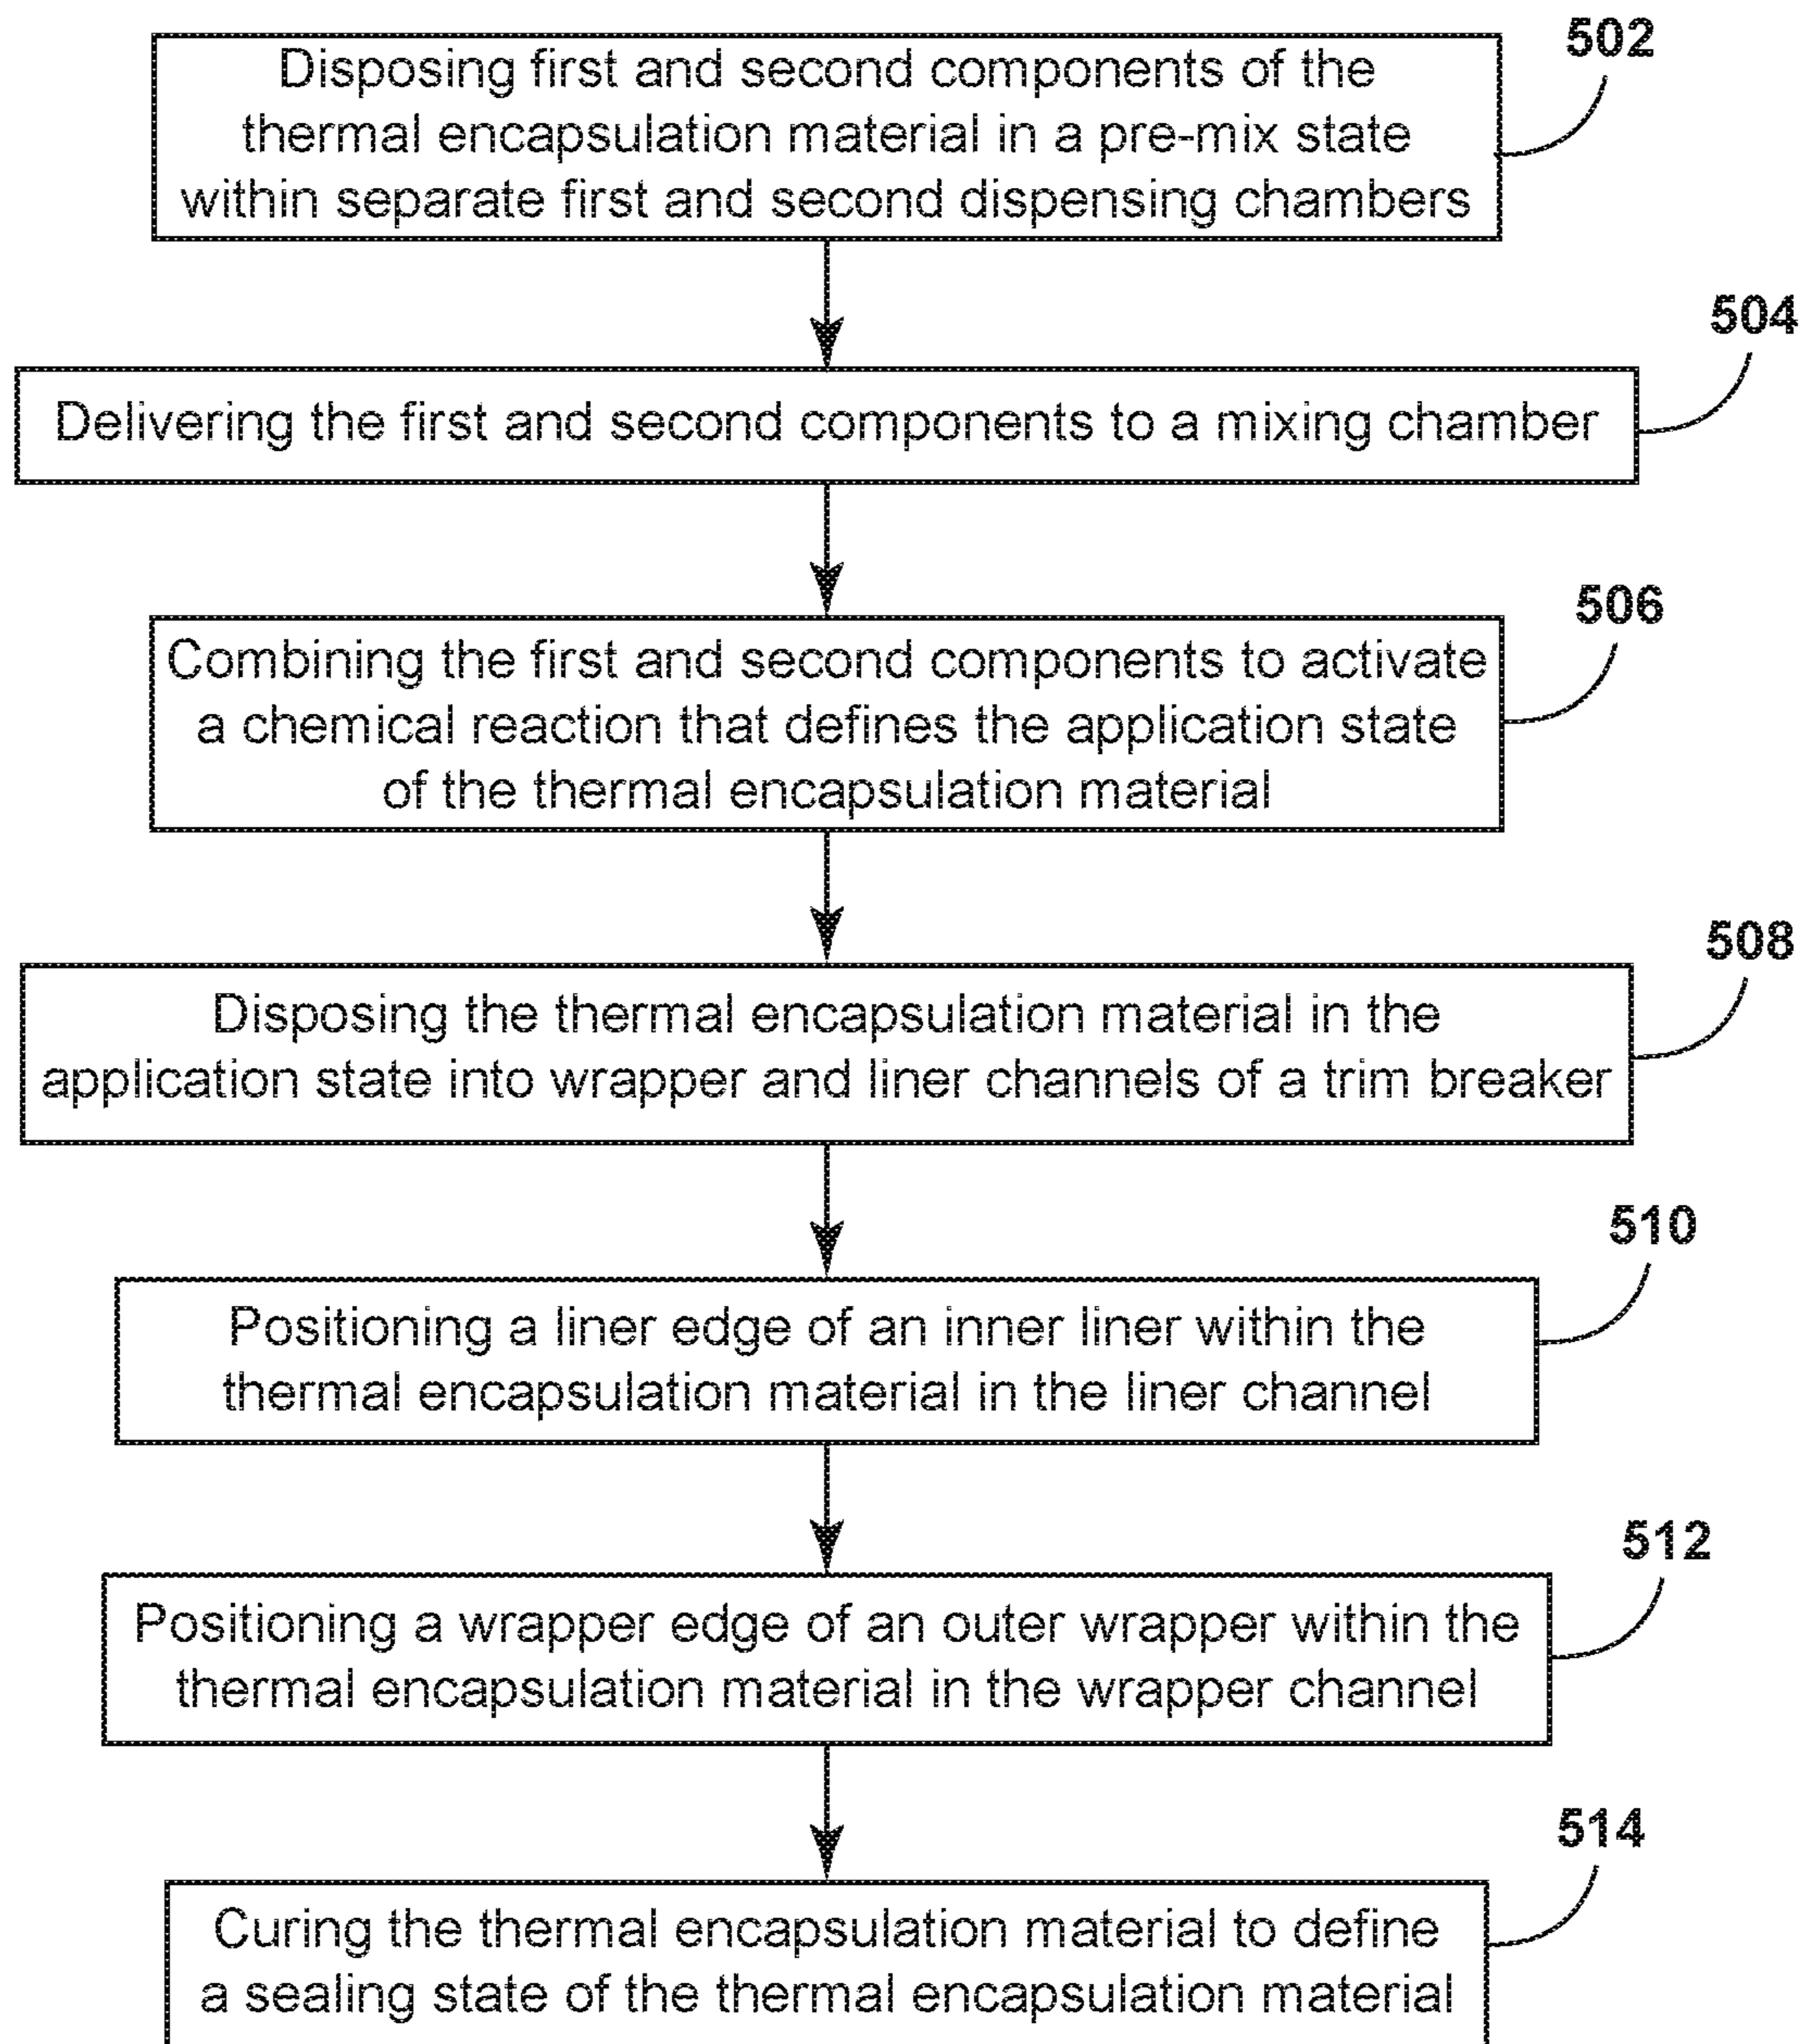 502
Disposing first and second components of the
thermal encapsulation material in a pre-mix state
within separate first and second dispensing chambers
504
Delivering the first and second components to a mixing chamber
506
Combining the first and second components to activate
a chemical reaction that defines the application state
of the thermal encapsulation material
508
Disposing the thermal encapsulation material in the
application state into wrapper and liner channels of a trim breaker
510
Positioning a liner edge of an inner liner within the
thermal encapsulation material in the liner channel
512
Positioning a wrapper edge of an outer wrapper within the
thermal encapsulation material in the wrapper channel
514
Curing the thermal encapsulation material to define
a sealing state of the thermal encapsulation material